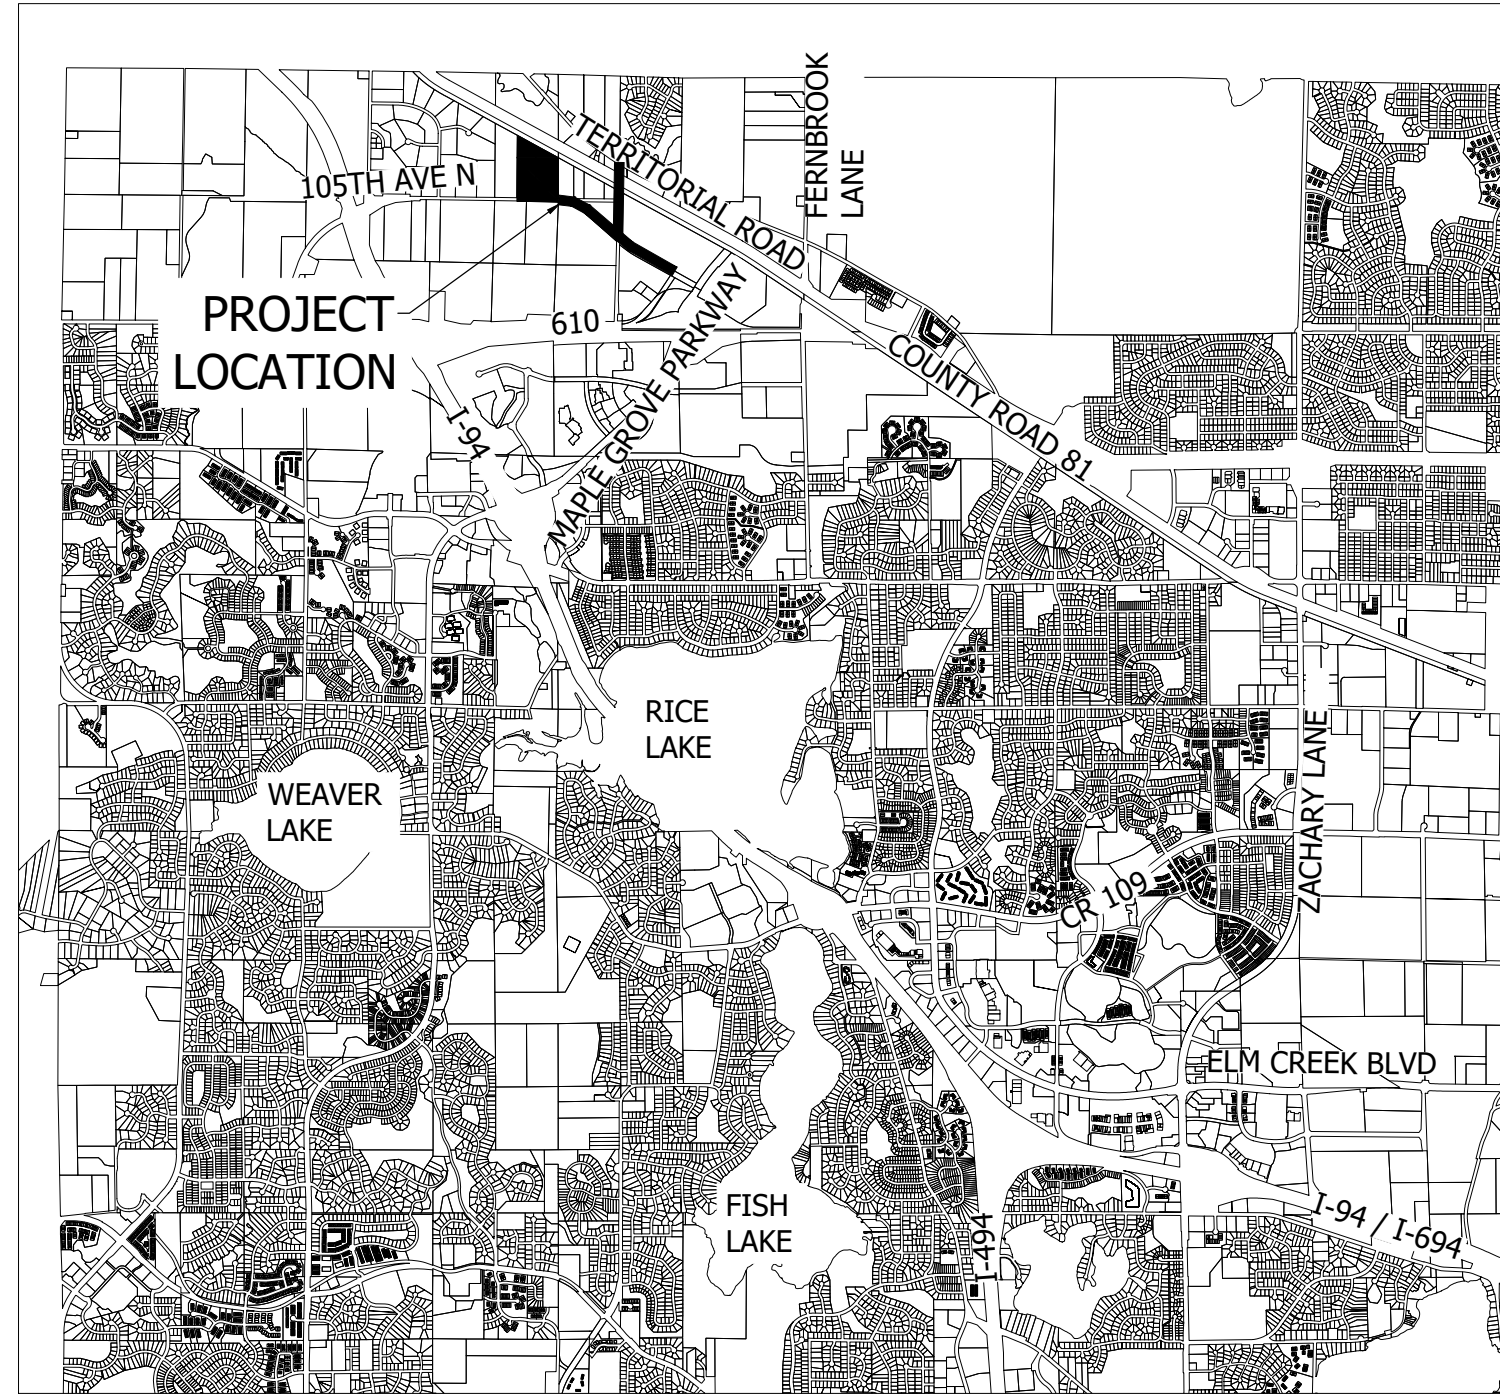 FERNBROOK
LANE
TERRITORIAL ROAD
105TH AVE N
PROJECT
LOCATION
610
MAPLE GROVE PARKWAY
COUNTY ROAD 81
I-94
RICE
LAKE
WEAVER
LAKE
ZACHARY LANE
CR 109
ELM CREEK BLVD
FISH
LAKE
I-494
I-94 / I-694